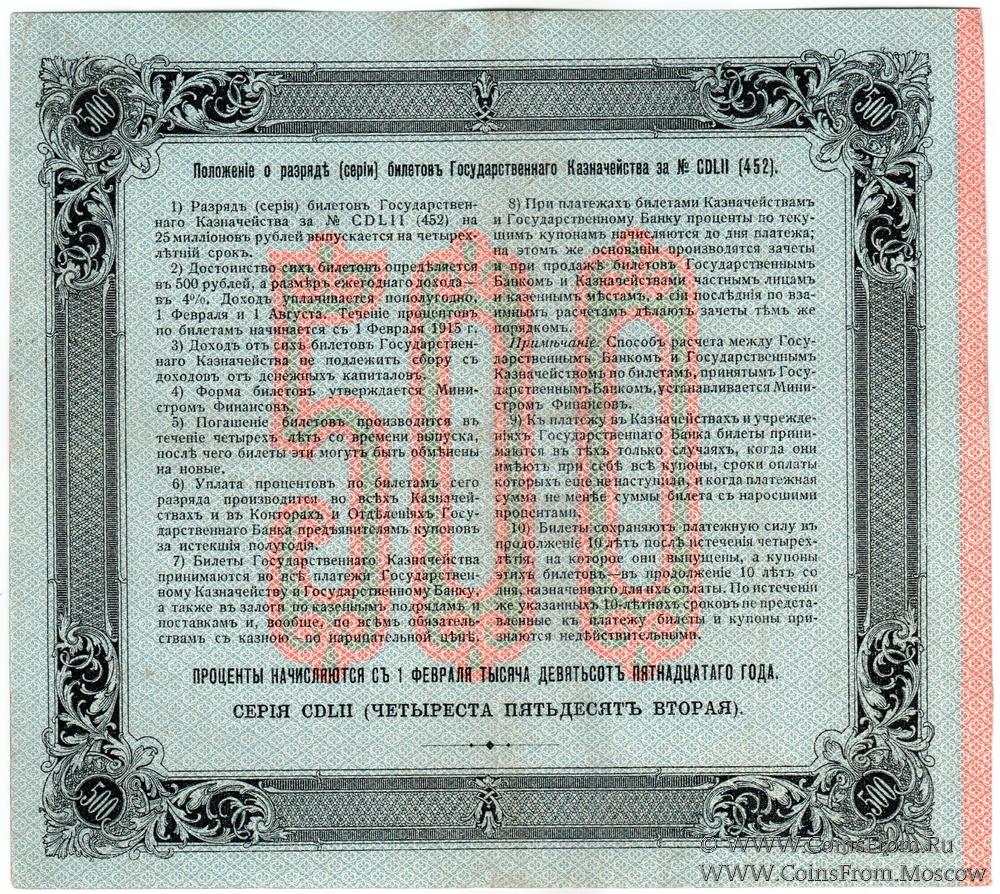 500
500
Положеніе о разрядѣ (серіи) билетовъ Государственнаго Казначейства за № CDLII (452).
1) Разрядъ (серія) билетовъ Государствен-
наго Казначейства за № CDLII (452) на
25 милліоновъ рублей выпускается на четырех-
лѣтній срокъ.
2) Достоинство сихъ билетовъ опредѣляется
въ 500 рублей, а размѣръ ежегоднаго дохода—
въ 4%. Доходъ уплачивается пополугодно,
1 Февраля и 1 Августа. Теченіе процентовъ
по билетамъ начинается съ 1 Февраля 1915 г.
3) Доходъ отъ сихъ билетовъ Государствен-
наго Казначейства не подлежитъ сбору съ
доходовъ отъ денежныхъ капиталовъ.
4) Форма билетовъ утверждается Мини-
стромъ Финансовъ.
5) Погашеніе билетовъ производится въ
теченіе четырехъ лѣтъ со времени выпуска,
послѣ чего билеты эти могутъ быть обмѣнены
на новые.
6) Уплата процентовъ по билетамъ сего
разряда производится во всѣхъ Казначей-
ствахъ и въ Конторахъ и Отдѣленіяхъ Госу-
дарственнаго Банка предъявителямъ купоновъ
за истекшія полугодія.
7) Билеты Государственнаго Казначейства
принимаются во всѣ платежи Государствен-
ному Казначейству и Государственному Банку,
а также въ залоги по казеннымъ подрядамъ и
поставкамъ и, вообще, по всѣмъ обязатель-
ствамъ съ казною—по нарицательной цѣнѣ.
8) При платежахъ билетами Казначействамъ
и Государственному Банку проценты по теку-
щимъ купонамъ начисляются до дня платежа;
на этомъ же основаніи производятся зачеты
и при продажѣ билетовъ Государственнымъ
Банкомъ и Казначействами частнымъ лицамъ
и казеннымъ мѣстамъ, а сіи послѣднія по вза-
имнымъ расчетамъ дѣлаютъ зачеты тѣмъ же
порядкомъ.
Примѣчаніе. Способъ расчета между Госу-
дарственнымъ Банкомъ и Государственнымъ
Казначействомъ по билетамъ, принятымъ Госу-
дарственнымъ Банкомъ, устанавливается Мини-
стромъ Финансовъ.
9) Къ платежу въ Казначействахъ и учрежде-
ніяхъ Государственнаго Банка билеты прини-
маются въ тѣхъ только случаяхъ, когда они
имѣютъ при себѣ всѣ купоны, сроки оплаты
которыхъ еще не наступили, и когда платежная
сумма не менѣе суммы билета съ наросшими
процентами.
10) Билеты сохраняютъ платежную силу въ
продолженіе 10 лѣтъ послѣ истеченія четырех-
лѣтія, на которое они выпущены, а купоны
этихъ билетовъ въ продолженіе 10 лѣтъ со
дня, назначеннаго для ихъ оплаты. По истеченіи
же указанныхъ 10-лѣтнихъ сроковъ не предста-
вленные къ платежу билеты и купоны при-
знаются недѣйствительными.
500
ПРОЦЕНТЫ НАЧИСЛЯЮТСЯ СЪ 1 ФЕВРАЛЯ ТЫСЯЧА ДЕВЯТЬСОТЪ ПЯТНАДЦАТАГО ГОДА.
СЕРІЯ CDLII (ЧЕТЫРЕСТА ПЯТЬДЕСЯТЪ ВТОРАЯ).
500
500
© WWW.CoinsFrom.Ru
WWW.CoinsFrom.Moscow